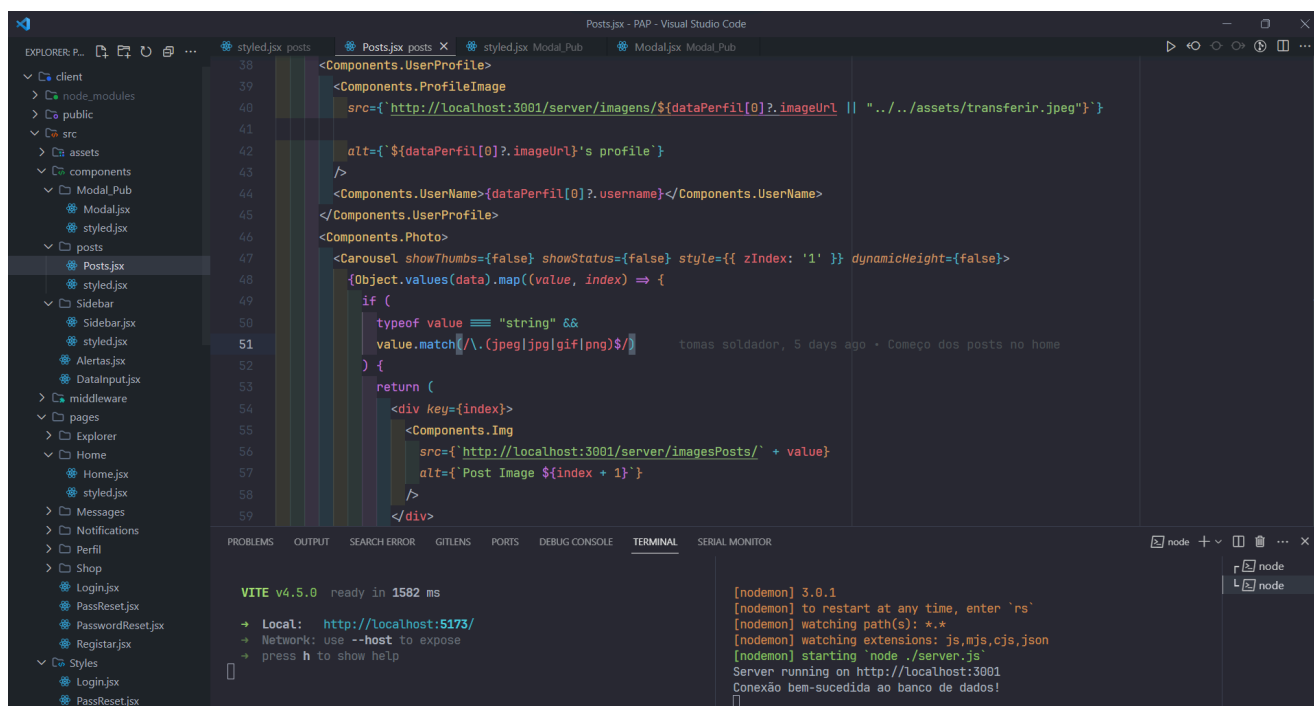 Posts.jsx - PAP - Visual Studio Code
EXPLORER: P...
client
node_modules
public
src
assets
components
Modal_Pub
Modal.jsx
styled.jsx
posts
Posts.jsx
styled.jsx
Sidebar
Sidebar.jsx
styled.jsx
Alertas.jsx
DataInput.jsx
middleware
pages
Explorer
Home
Home.jsx
styled.jsx
Messages
Notifications
Perfil
Shop
Login.jsx
PassReset.jsx
PasswordReset.jsx
Registar.jsx
Styles
Login.jsx
PassReset.jsx
styled.jsx posts Posts.jsx posts styled.jsx Modal_Pub Modal.jsx Modal_Pub
38 <Components.UserProfile>
39 <Components.ProfileImage
40 src={`http://localhost:3001/server/imagens/${dataPerfil[0]?.imageUrl || "../../assets/transferir.jpeg"}`}
41
42 alt={`${dataPerfil[0]?.imageUrl}'s profile`}
43 />
44 <Components.UserName>{dataPerfil[0]?.username}</Components.UserName>
45 </Components.UserProfile>
46 <Components.Photo>
47 <Carousel showThumbs={false} showStatus={false} style={{ zIndex: '1' }} dynamicHeight={false}>
48 {Object.values(data).map((value, index) => {
49 if (
50 typeof value === "string" &&
51 value.match(/\.(jpeg|jpg|gif|png)$/) tomas soldador, 5 days ago • Começo dos posts no home
52 ) {
53 return (
54 <div key={index}>
55 <Components.Img
56 src={`http://localhost:3001/server/imagesPosts/` + value}
57 alt={`Post Image ${index + 1}`}
58 />
59 </div>
PROBLEMS OUTPUT SEARCH ERROR GITLENS PORTS DEBUG CONSOLE TERMINAL SERIAL MONITOR
node
VITE v4.5.0 ready in 1582 ms
→ Local: http://localhost:5173/
→ Network: use --host to expose
→ press h to show help
[nodemon] 3.0.1
[nodemon] to restart at any time, enter `rs`
[nodemon] watching path(s): *.*
[nodemon] watching extensions: js,mjs,cjs,json
[nodemon] starting `node ./server.js`
Server running on http://localhost:3001
Conexão bem-sucedida ao banco de dados!
node
node